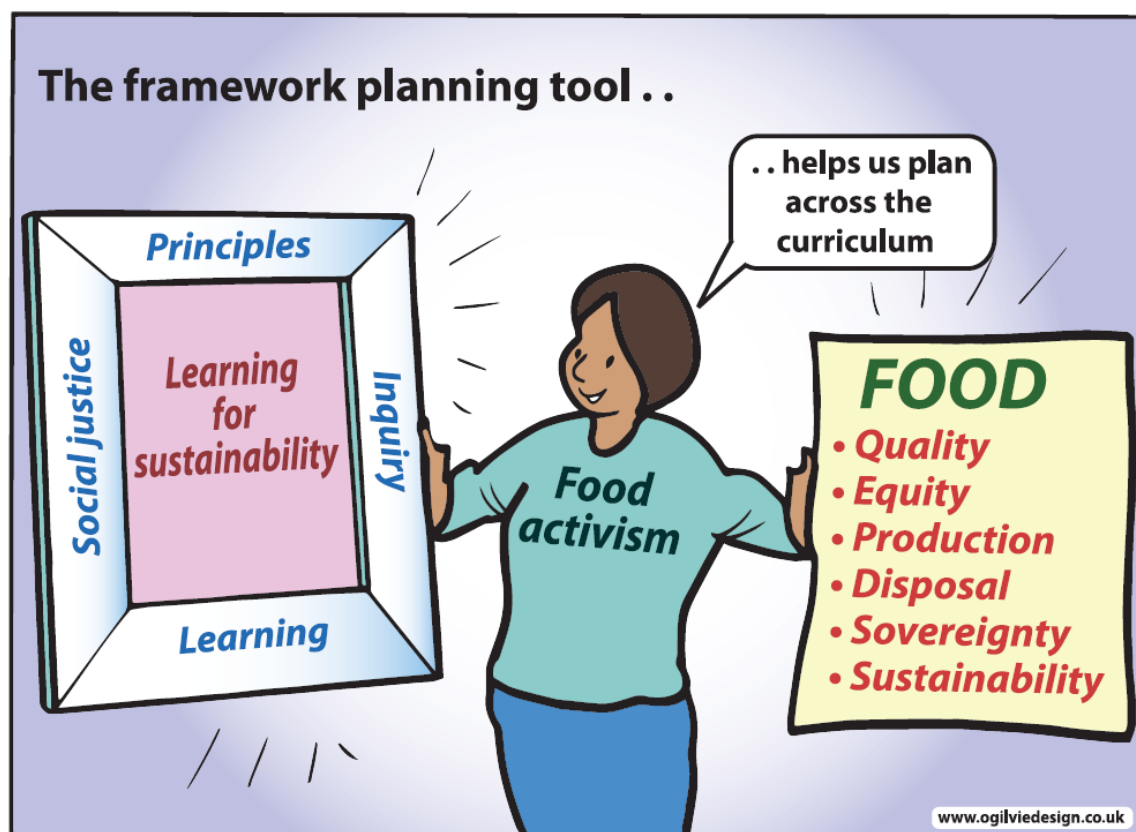 The framework planning tool . .
. . helps us plan
across the
curriculum
Principles
Social justice
Learning
for
sustainability
Inquiry
Learning
Food
activism
FOOD
• Quality
• Equity
• Production
• Disposal
• Sovereignty
• Sustainability
www.ogilviedesign.co.uk